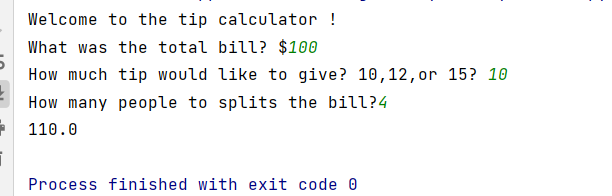 Welcome to the tip calculator !
What was the total bill? $100
How much tip would like to give? 10,12,or 15? 10
How many people to splits the bill?4
110.0
Process finished with exit code 0